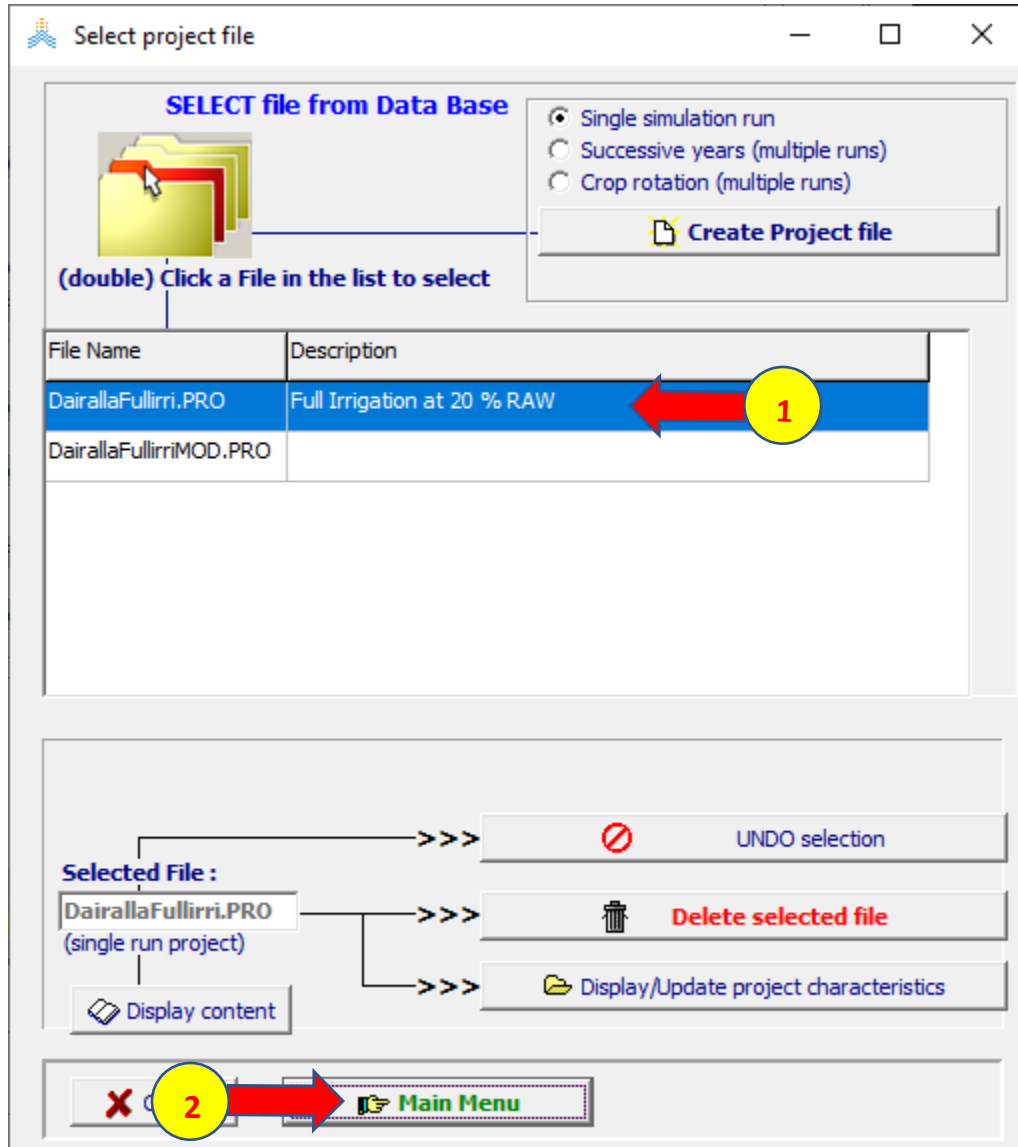 Select project file
SELECT file from Data Base
Single simulation run
Successive years (multiple runs)
Crop rotation (multiple runs)
Create Project file
(double) Click a File in the list to select
File Name Description
DairallaFullirri.PRO Full Irrigation at 20 % RAW
1
DairallaFullirriMOD.PRO
>>> UNDO selection
Selected File :
DairallaFullirri.PRO
>>> Delete selected file
(single run project)
>>> Display/Update project characteristics
Display content
2
Main Menu